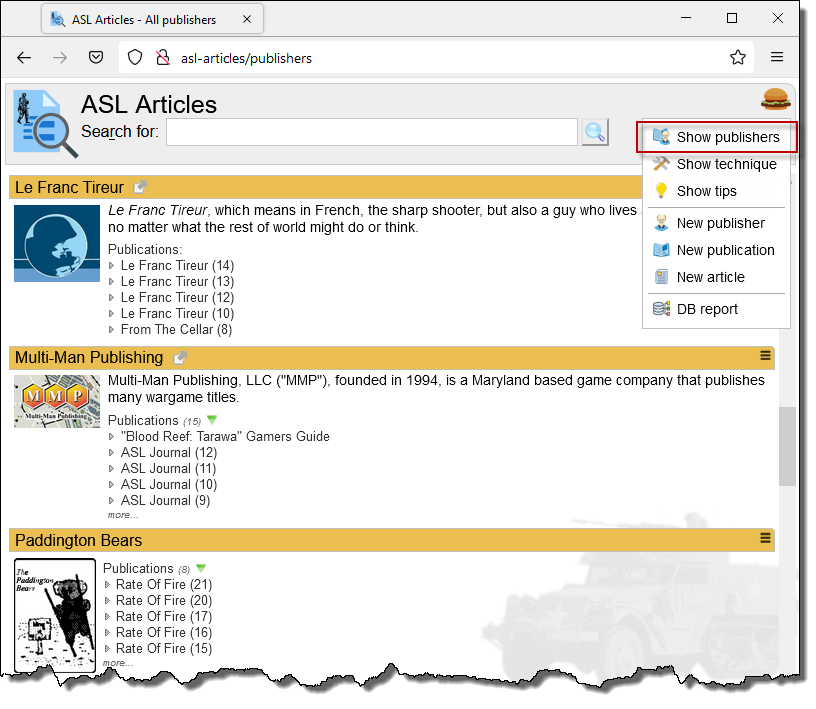 ASL Articles - All publishers
asl-articles/publishers
ASL Articles
Search for:
Show publishers
Show technique
Show tips
New publisher
New publication
New article
DB report
Le Franc Tireur
Le Franc Tireur, which means in French, the sharp shooter, but also a guy who lives
no matter what the rest of world might do or think.
Publications:
Le Franc Tireur (14)
Le Franc Tireur (13)
Le Franc Tireur (12)
Le Franc Tireur (10)
From The Cellar (8)
Multi-Man Publishing
MMP
Multi-Man Publishing
Multi-Man Publishing, LLC ("MMP"), founded in 1994, is a Maryland based game company that publishes
many wargame titles.
Publications (15)
"Blood Reef: Tarawa" Gamers Guide
ASL Journal (12)
ASL Journal (11)
ASL Journal (10)
ASL Journal (9)
more...
Paddington Bears
The
Paddington
Bears
Publications (8)
Rate Of Fire (21)
Rate Of Fire (20)
Rate Of Fire (17)
Rate Of Fire (16)
Rate Of Fire (15)
more...